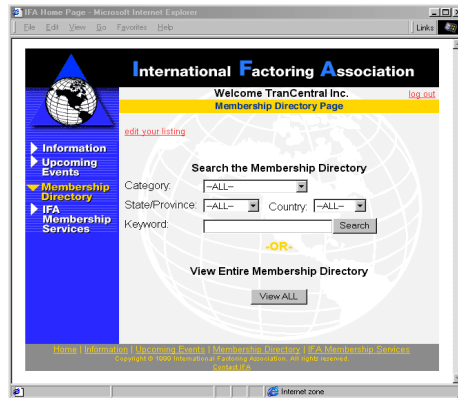 IFA Home Page - Microsoft Internet Explorer
File Edit View Go Favorites Help
Links
International Factoring Association
Welcome TranCentral Inc.
log out
Membership Directory Page
edit your listing
Information
Upcoming
Events
Membership
Directory
IFA
Membership
Services
Search the Membership Directory
Category: --ALL--
State/Province: --ALL-- Country: --ALL--
Keyword: Search
-OR-
View Entire Membership Directory
View ALL
Home | Information | Upcoming Events | Membership Directory | IFA Membership Services
Copyright © 1999 International Factoring Association. All rights reserved.
Contact IFA
Internet zone